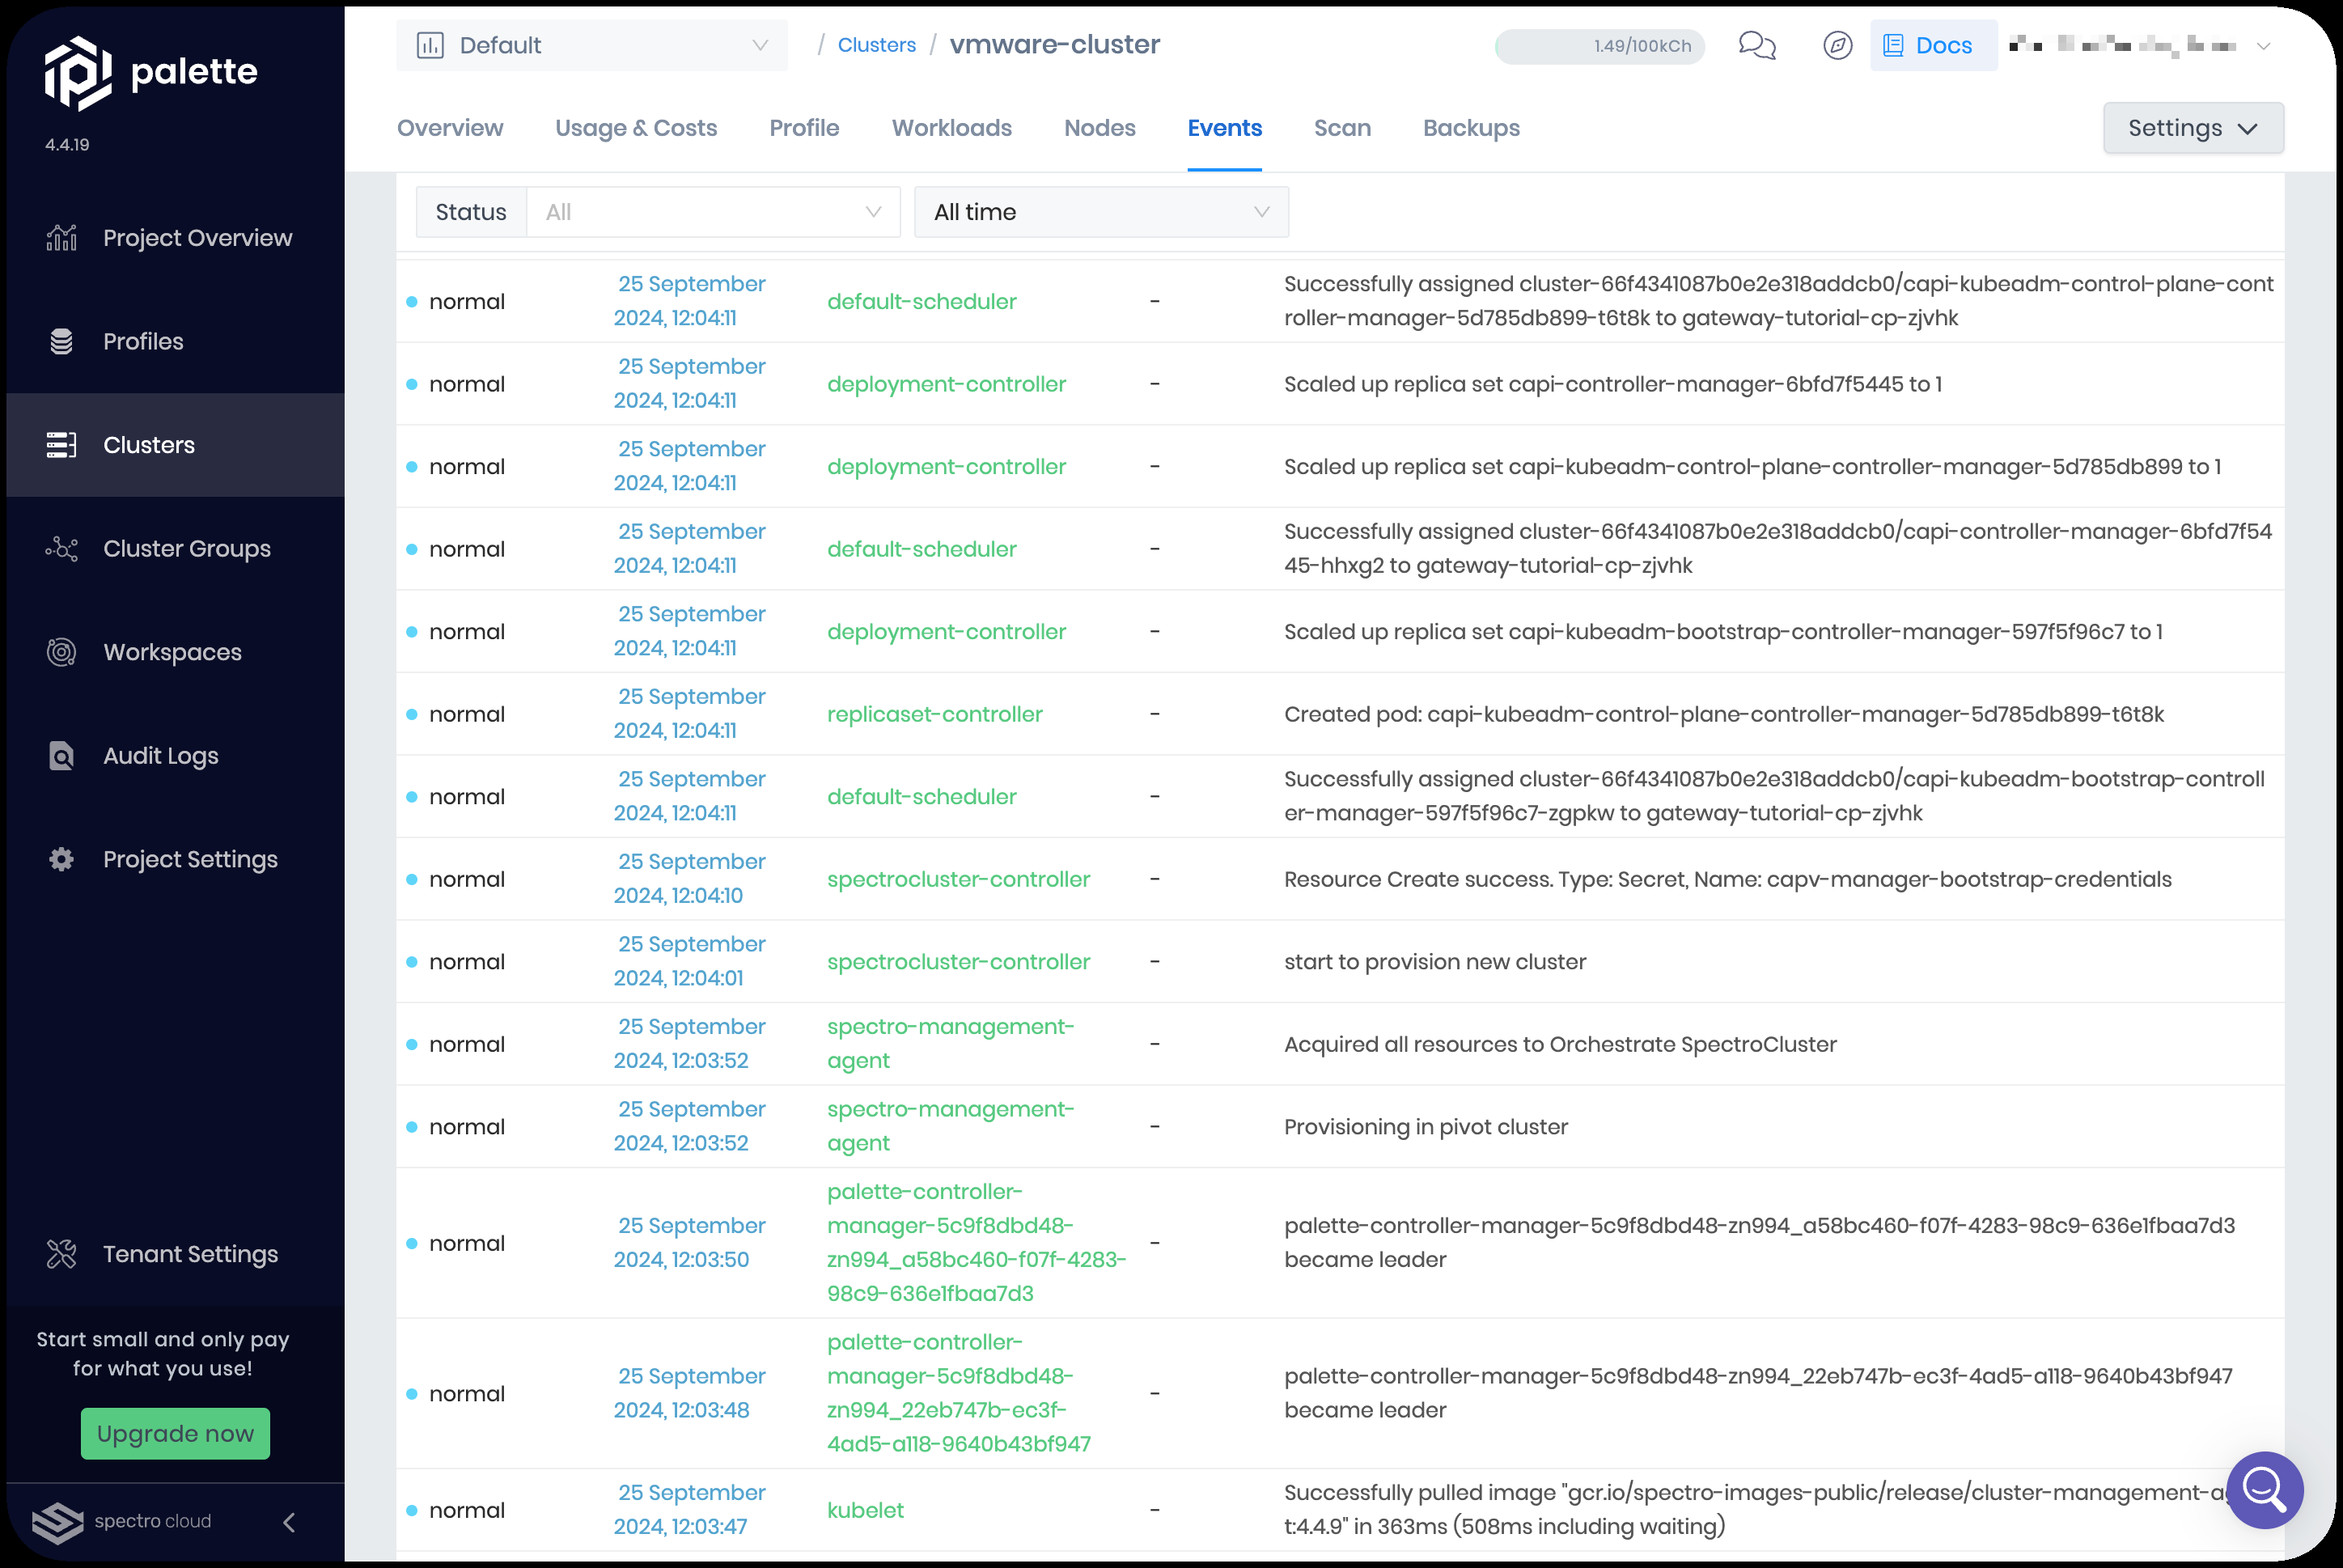 palette
4.4.19
Project Overview
Profiles
Clusters
Cluster Groups
Workspaces
Audit Logs
Project Settings
Tenant Settings
Start small and only pay
for what you use!
Upgrade now
spectro cloud
Default
/ Clusters / vmware-cluster
1.49/100kCh
Docs
Overview Usage & Costs Profile Workloads Nodes Events Scan Backups
Settings
Status All All time
normal 25 September 2024, 12:04:11 default-scheduler - Successfully assigned cluster-66f4341087b0e2e318addcb0/capi-kubeadm-control-plane-cont
roller-manager-5d785db899-t6t8k to gateway-tutorial-cp-zjvhk
normal 25 September 2024, 12:04:11 deployment-controller - Scaled up replica set capi-controller-manager-6bfd7f5445 to 1
normal 25 September 2024, 12:04:11 deployment-controller - Scaled up replica set capi-kubeadm-control-plane-controller-manager-5d785db899 to 1
normal 25 September 2024, 12:04:11 default-scheduler - Successfully assigned cluster-66f4341087b0e2e318addcb0/capi-controller-manager-6bfd7f54
45-hhxg2 to gateway-tutorial-cp-zjvhk
normal 25 September 2024, 12:04:11 deployment-controller - Scaled up replica set capi-kubeadm-bootstrap-controller-manager-597f5f96c7 to 1
normal 25 September 2024, 12:04:11 replicaset-controller - Created pod: capi-kubeadm-control-plane-controller-manager-5d785db899-t6t8k
normal 25 September 2024, 12:04:11 default-scheduler - Successfully assigned cluster-66f4341087b0e2e318addcb0/capi-kubeadm-bootstrap-controll
er-manager-597f5f96c7-zgpkw to gateway-tutorial-cp-zjvhk
normal 25 September 2024, 12:04:10 spectrocluster-controller - Resource Create success. Type: Secret, Name: capv-manager-bootstrap-credentials
normal 25 September 2024, 12:04:01 spectrocluster-controller - start to provision new cluster
normal 25 September 2024, 12:03:52 spectro-management-agent - Acquired all resources to Orchestrate SpectroCluster
normal 25 September 2024, 12:03:52 spectro-management-agent - Provisioning in pivot cluster
normal 25 September 2024, 12:03:50 palette-controller-manager-5c9f8dbd48-zn994_a58bc460-f07f-4283-98c9-636e1fbaa7d3 - palette-controller-manager-5c9f8dbd48-zn994_a58bc460-f07f-4283-98c9-636e1fbaa7d3
became leader
normal 25 September 2024, 12:03:48 palette-controller-manager-5c9f8dbd48-zn994_22eb747b-ec3f-4ad5-a118-9640b43bf947 - palette-controller-manager-5c9f8dbd48-zn994_22eb747b-ec3f-4ad5-a118-9640b43bf947
became leader
normal 25 September 2024, 12:03:47 kubelet - Successfully pulled image "gcr.io/spectro-images-public/release/cluster-management-ag
t:4.4.9" in 363ms (508ms including waiting)